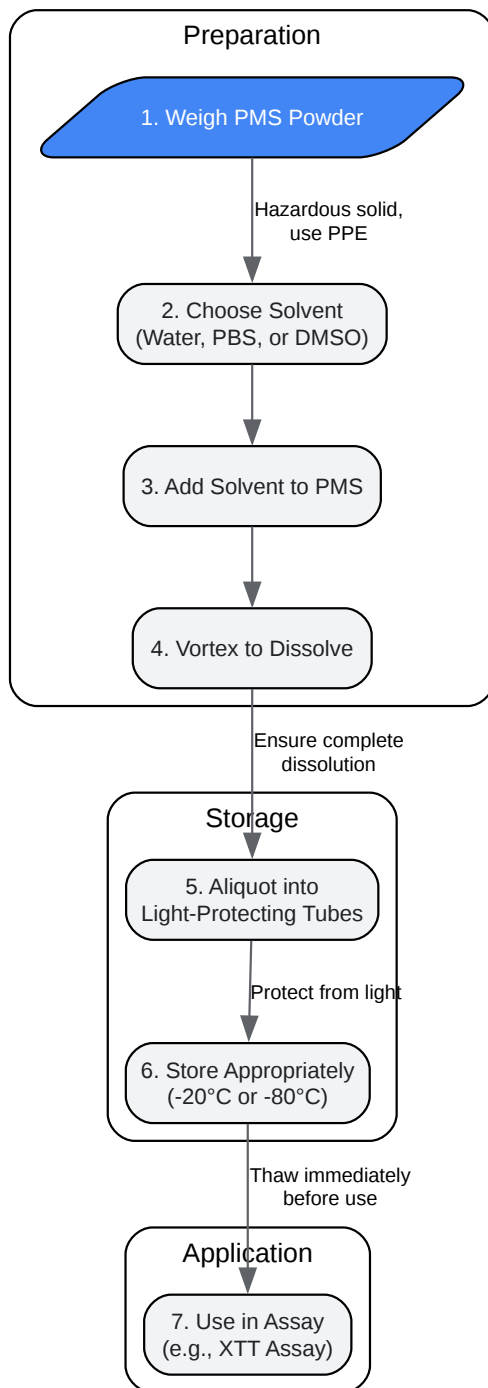 Preparation
1. Weigh PMS Powder
Hazardous solid,
use PPE
2. Choose Solvent
(Water, PBS, or DMSO)
3. Add Solvent to PMS
4. Vortex to Dissolve
Ensure complete
dissolution
Storage
5. Aliquot into
Light-Protecting Tubes
Protect from light
6. Store Appropriately
(-20°C or -80°C)
Thaw immediately
before use
Application
7. Use in Assay
(e.g., XTT Assay)